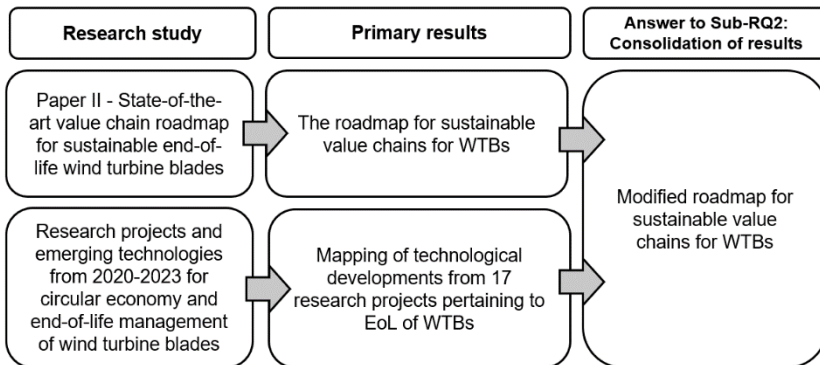 Research study
Primary results
Answer to Sub-RQ2:
Consolidation of results
Paper II - State-of-the-
art value chain roadmap
for sustainable end-of-
life wind turbine blades
The roadmap for sustainable
value chains for WTBs
Research projects and
emerging technologies
from 2020-2023 for
circular economy and
end-of-life management
of wind turbine blades
Mapping of technological
developments from 17
research projects pertaining to
EoL of WTBs
Modified roadmap for
sustainable value
chains for WTBs